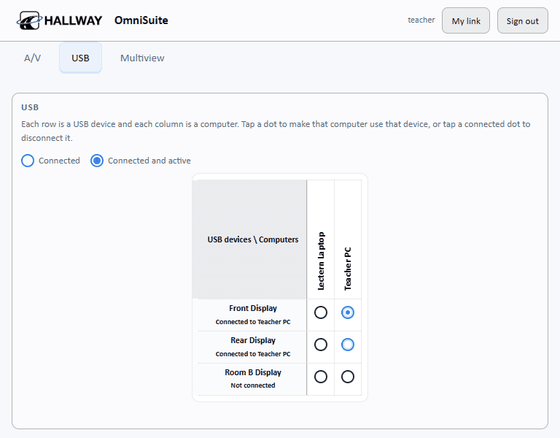 HALLWAY OmniSuite teacher My link Sign out
A/V USB Multiview
USB
Each row is a USB device and each column is a computer. Tap a dot to make that computer use that device, or tap a connected dot to
disconnect it.
Connected Connected and active
USB devices \ Computers
Lectern Laptop
Teacher PC
Front Display
Connected to Teacher PC
Rear Display
Connected to Teacher PC
Room B Display
Not connected